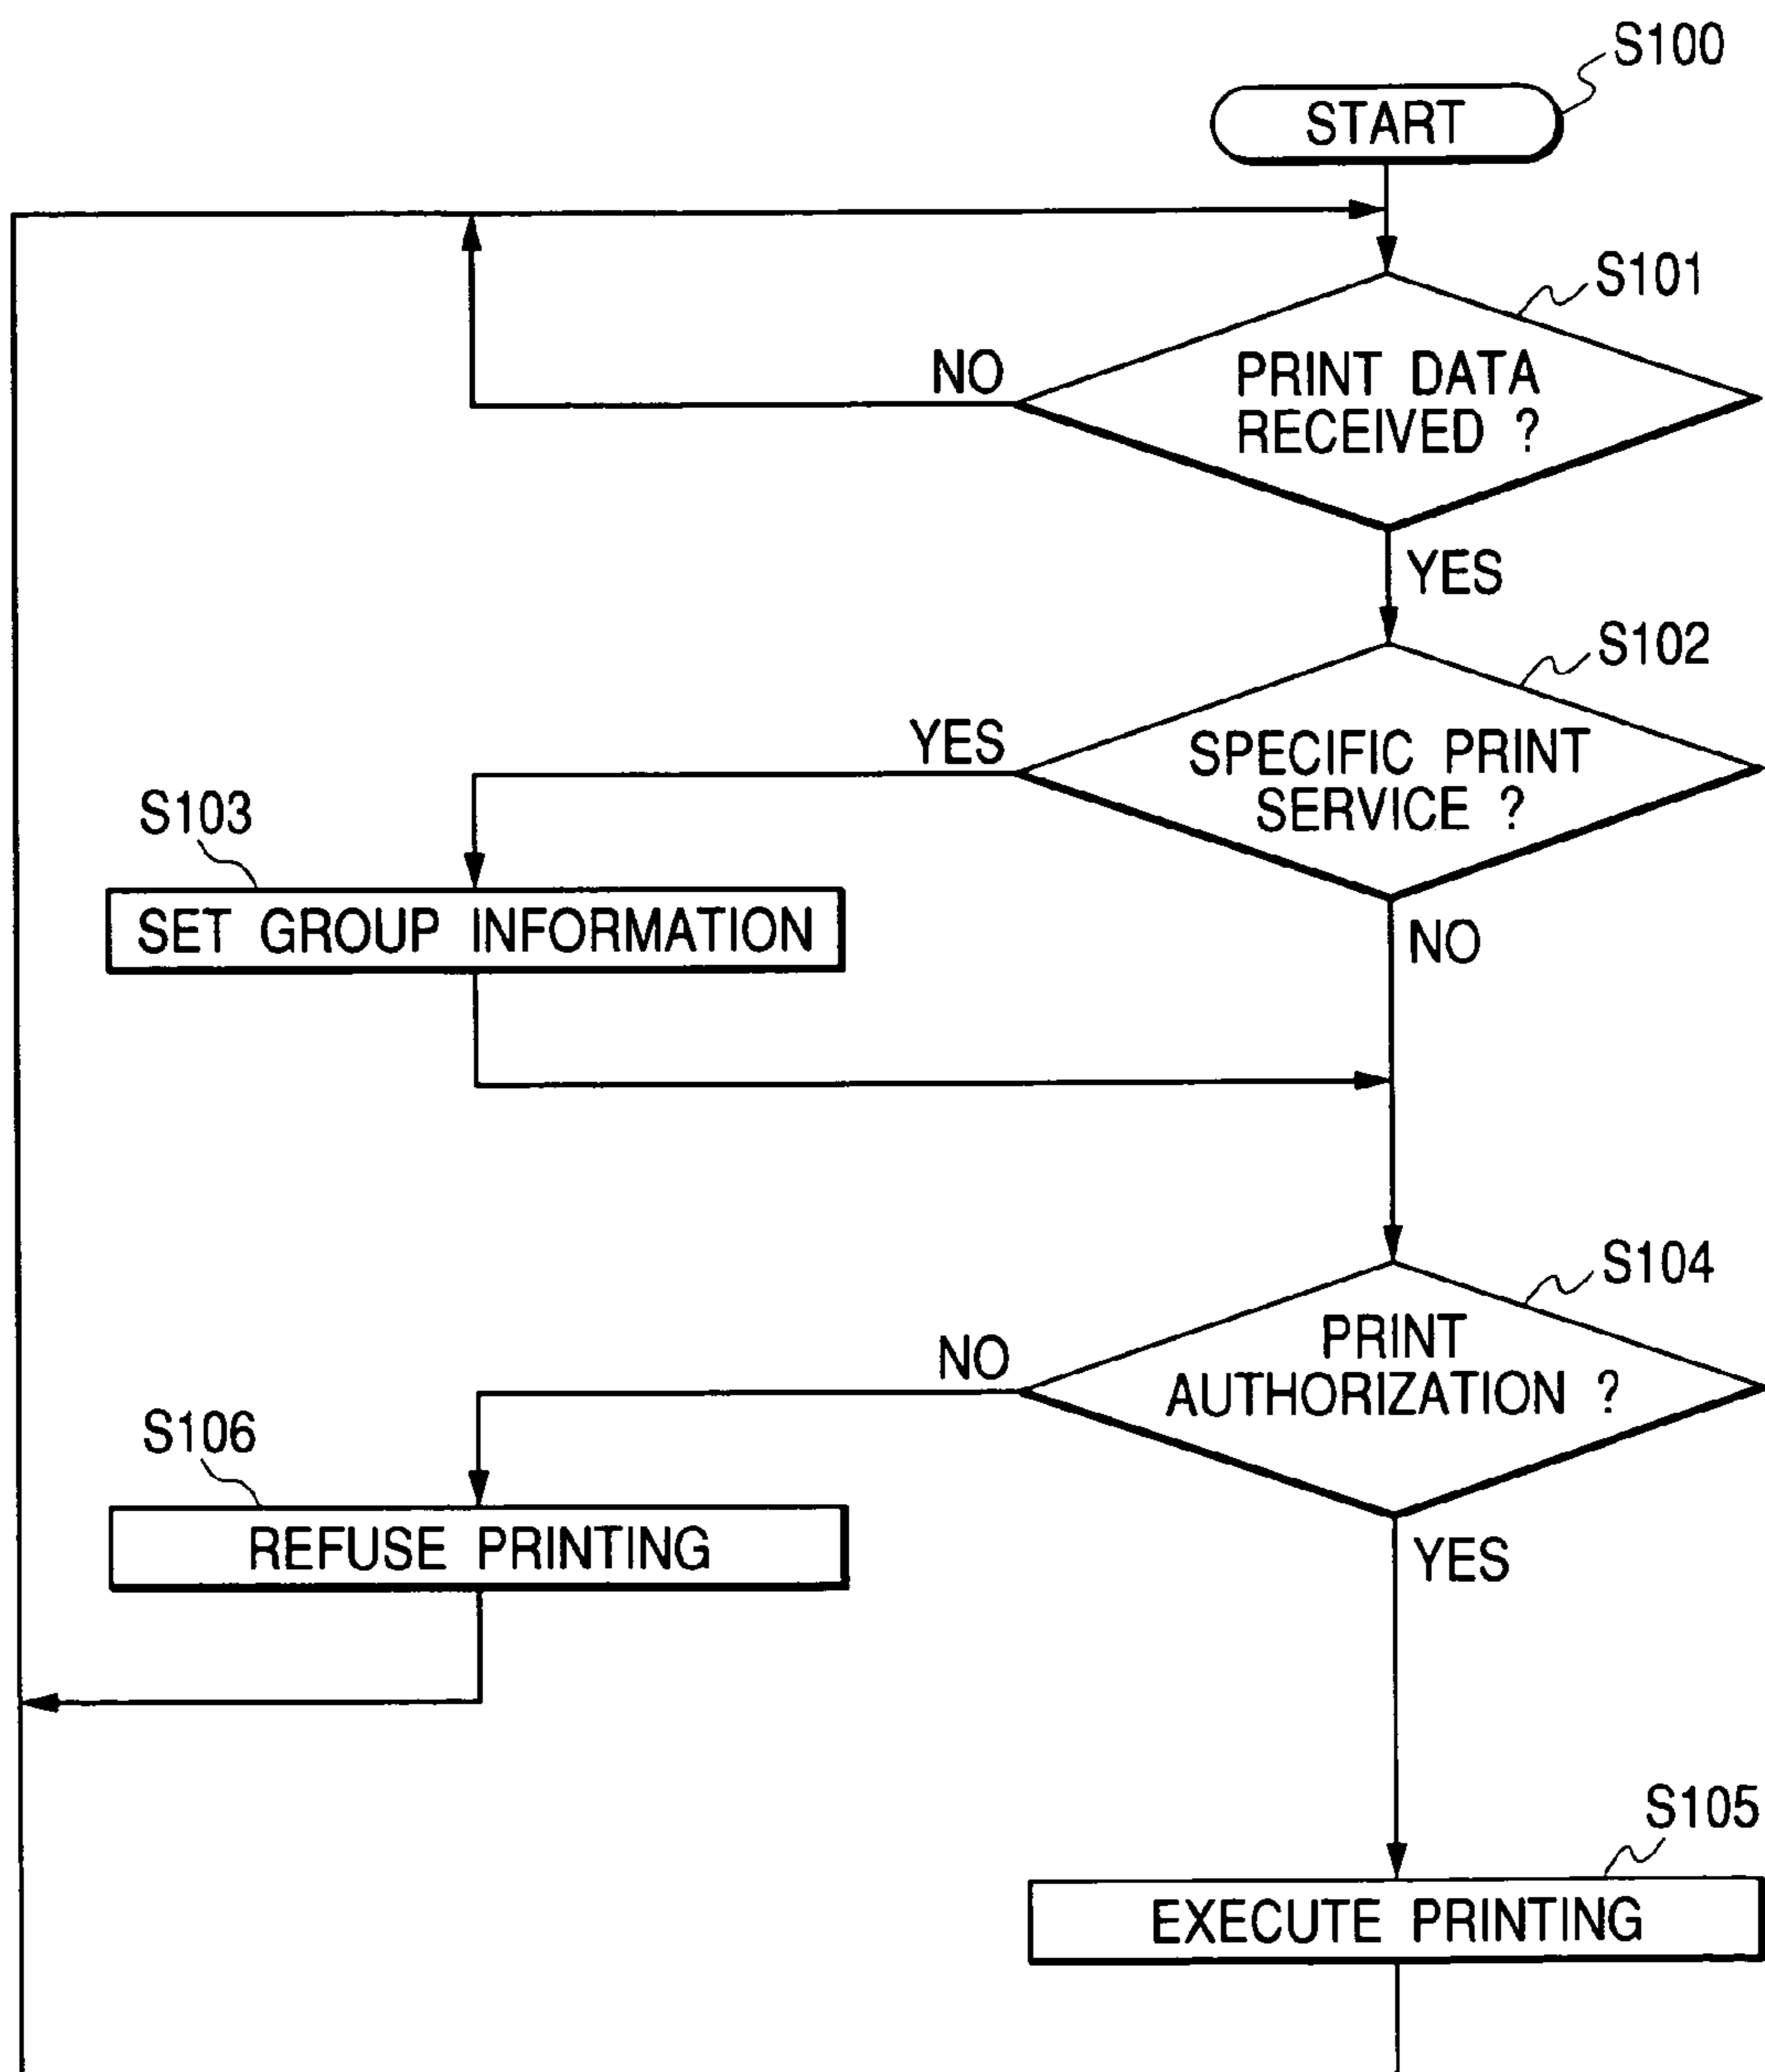 S100
START
S101
NO
PRINT DATA
RECEIVED ?
YES
S102
YES
SPECIFIC PRINT
SERVICE ?
S103
SET GROUP INFORMATION
NO
S104
NO
PRINT
AUTHORIZATION ?
S106
REFUSE PRINTING
YES
S105
EXECUTE PRINTING